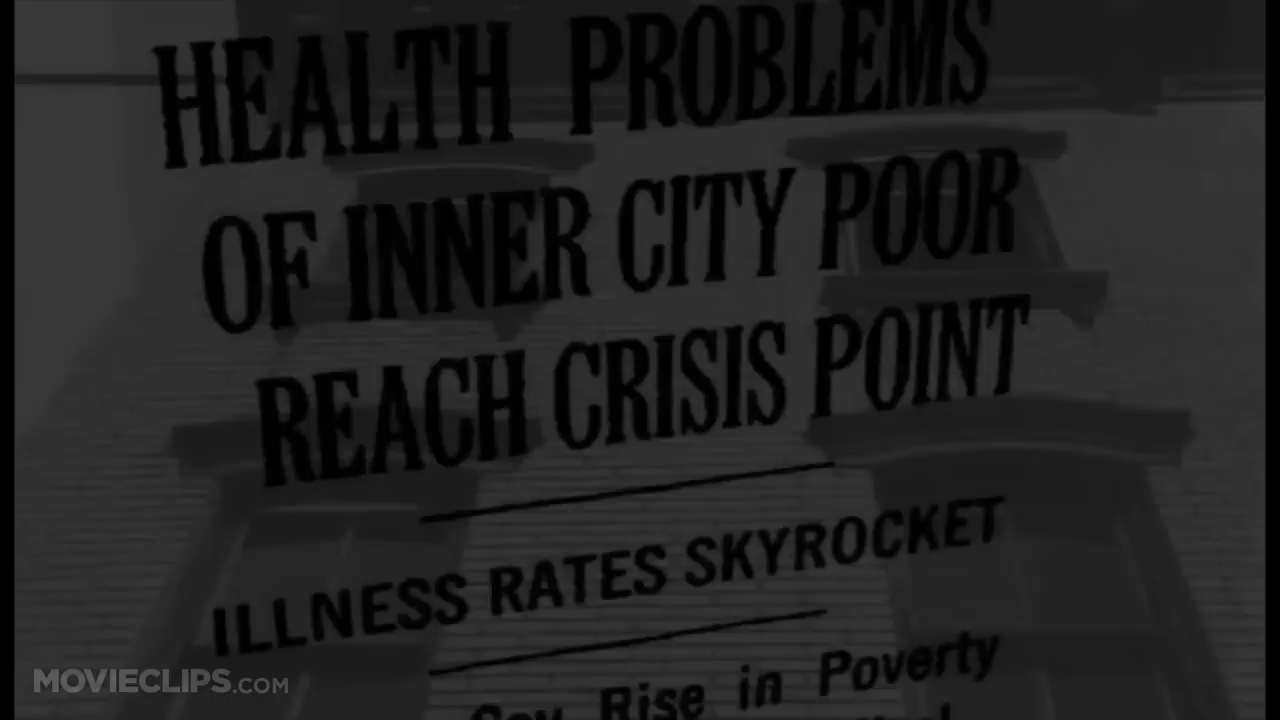 HEALTH PROBLEMS
OF INNER CITY POOR
REACH CRISIS POINT
ILLNESS RATES SKYROCKET
Rise in Poverty
MOVIECLIPS.COM